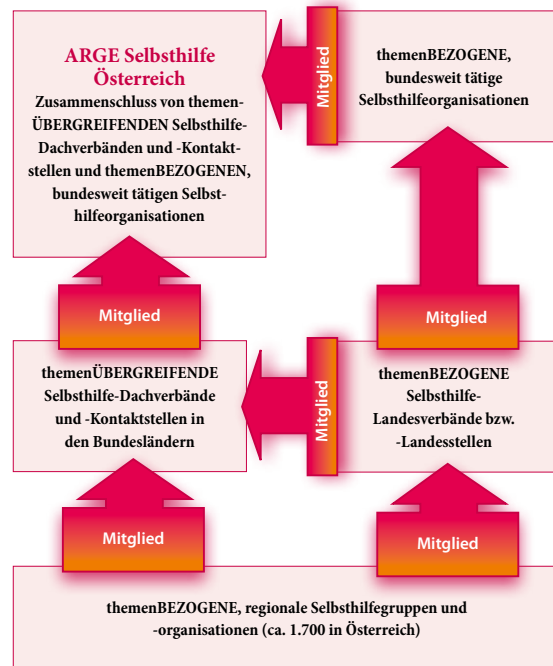 ARGE Selbsthilfe
Österreich
Zusammenschluss von themen-
ÜBERGREIFENDEN Selbsthilfe-
Dachverbänden und -Kontakt-
stellen und themenBEZOGENEN,
bundesweit tätigen Selbst-
hilfeorganisationen
Mitglied
themenBEZOGENE,
bundesweit tätige
Selbsthilfeorganisationen
Mitglied
Mitglied
themenÜBERGREIFENDE
Selbsthilfe-Dachverbände
und -Kontaktstellen in
den Bundesländern
Mitglied
themenBEZOGENE
Selbsthilfe-
Landesverbände bzw.
-Landesstellen
Mitglied
Mitglied
themenBEZOGENE, regionale Selbsthilfegruppen und
-organisationen (ca. 1.700 in Österreich)